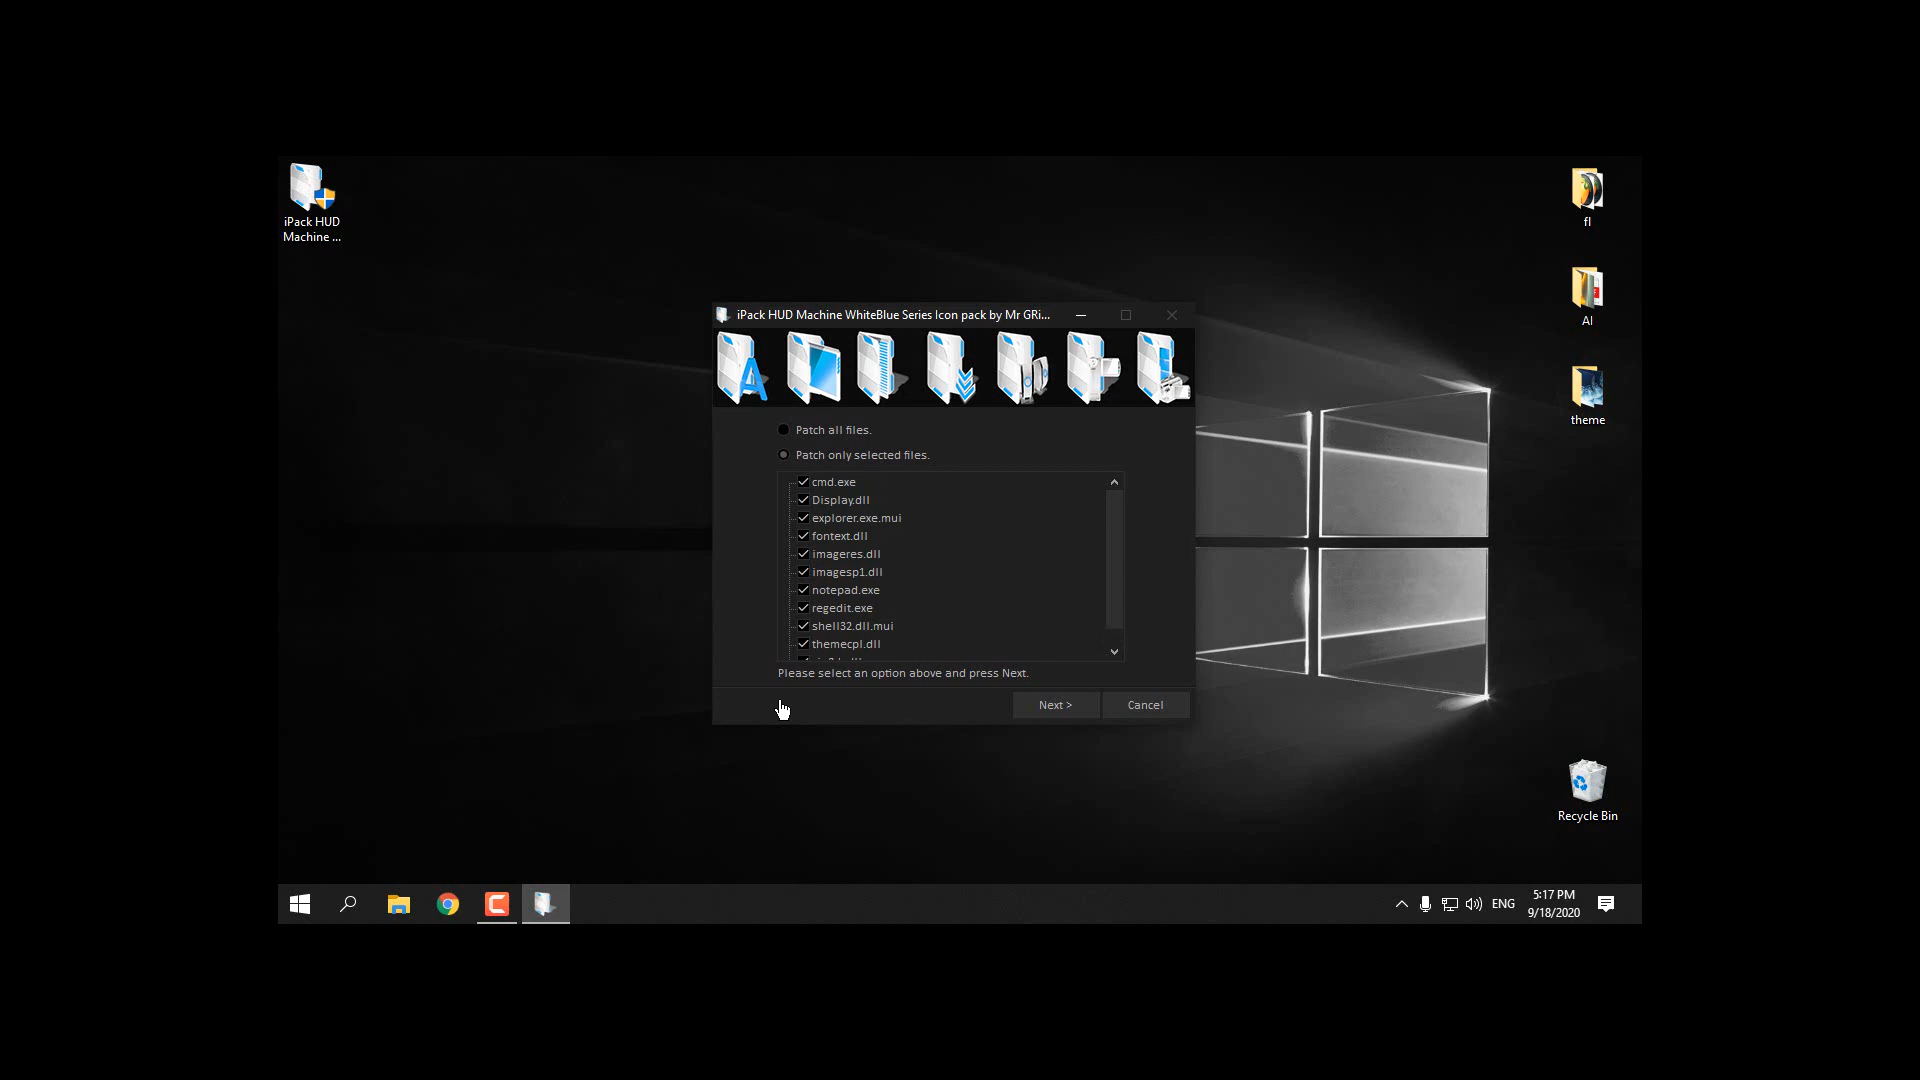 iPack HUD
Machine ...
fl
AI
theme
Recycle Bin
iPack HUD Machine WhiteBlue Series Icon pack by Mr GRi...
Patch all files.
Patch only selected files.
cmd.exe
Display.dll
explorer.exe.mui
fontext.dll
imageres.dll
imagesp1.dll
notepad.exe
regedit.exe
shell32.dll.mui
themecpl.dll
Please select an option above and press Next.
Next >
Cancel
ENG
5:17 PM
9/18/2020